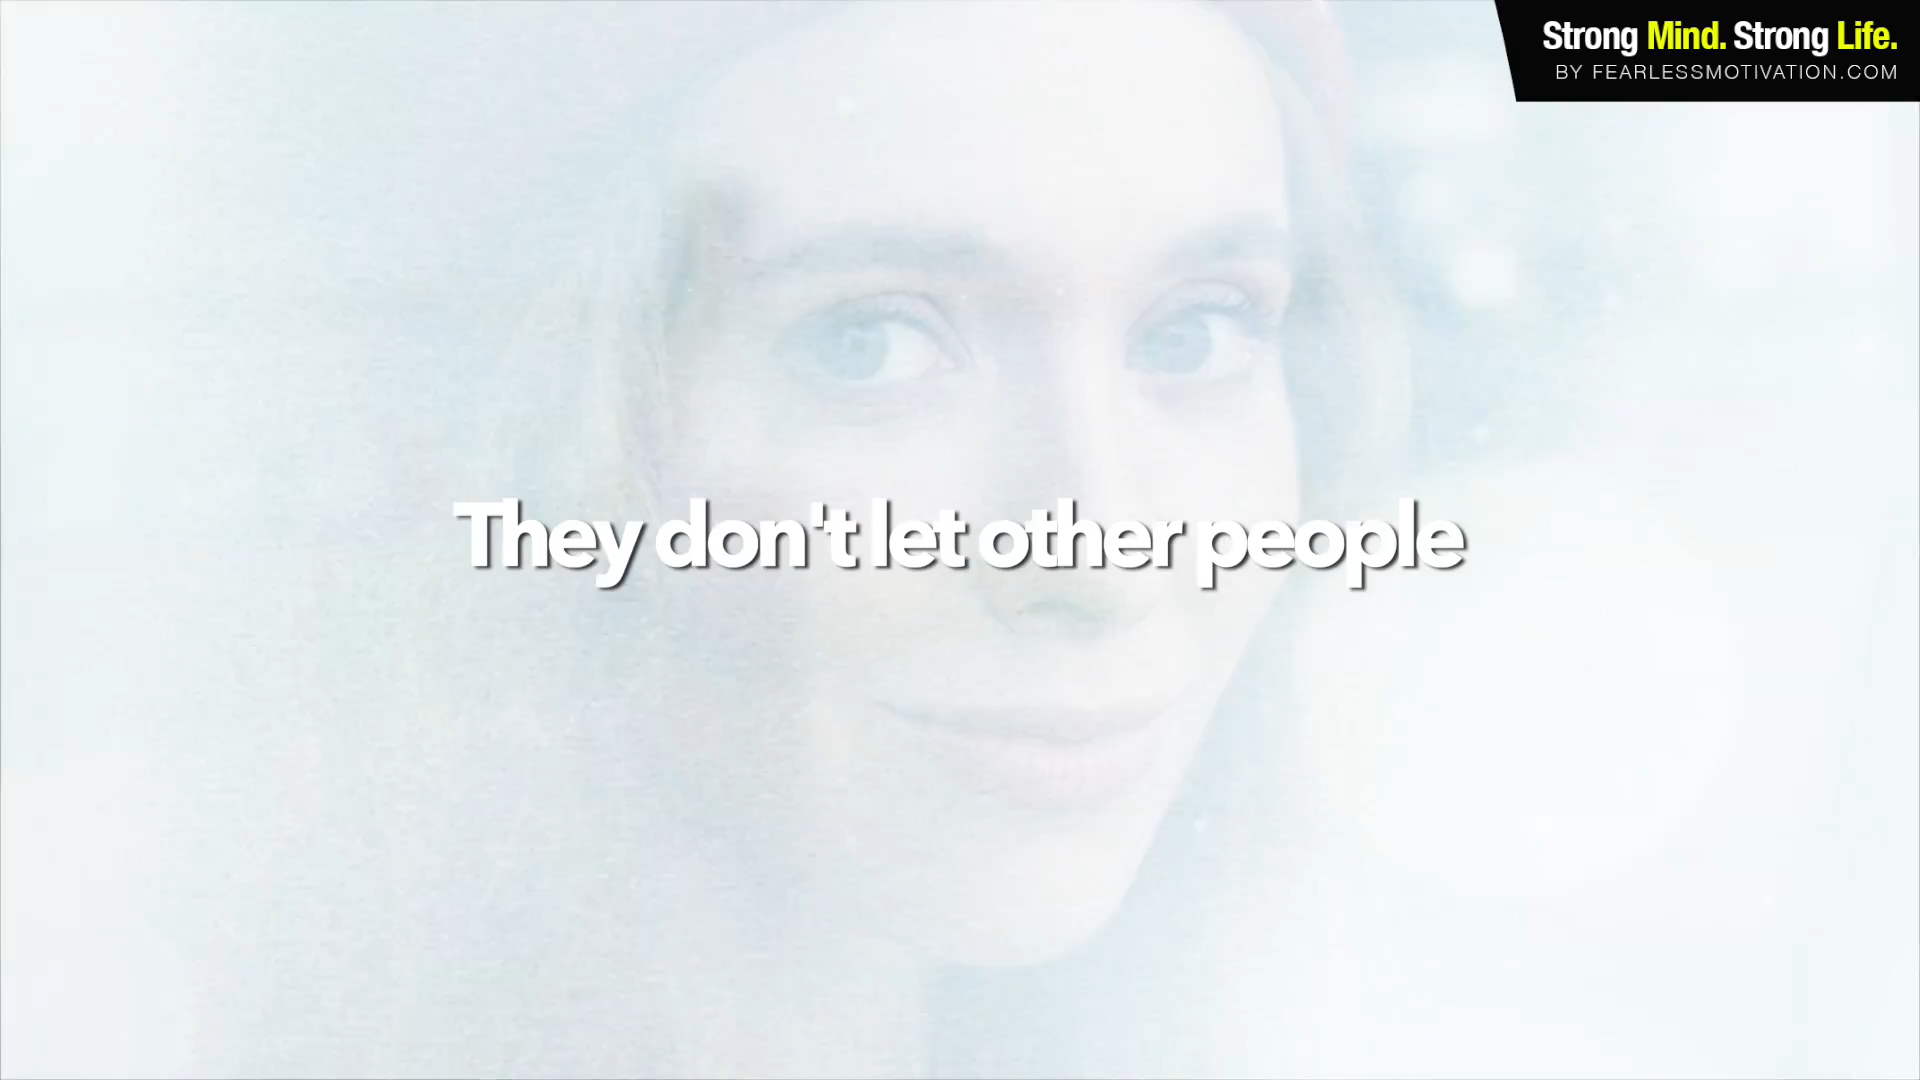 Strong Mind. Strong Life.
BY FEARLESSMOTIVATION.COM
They don't let other people